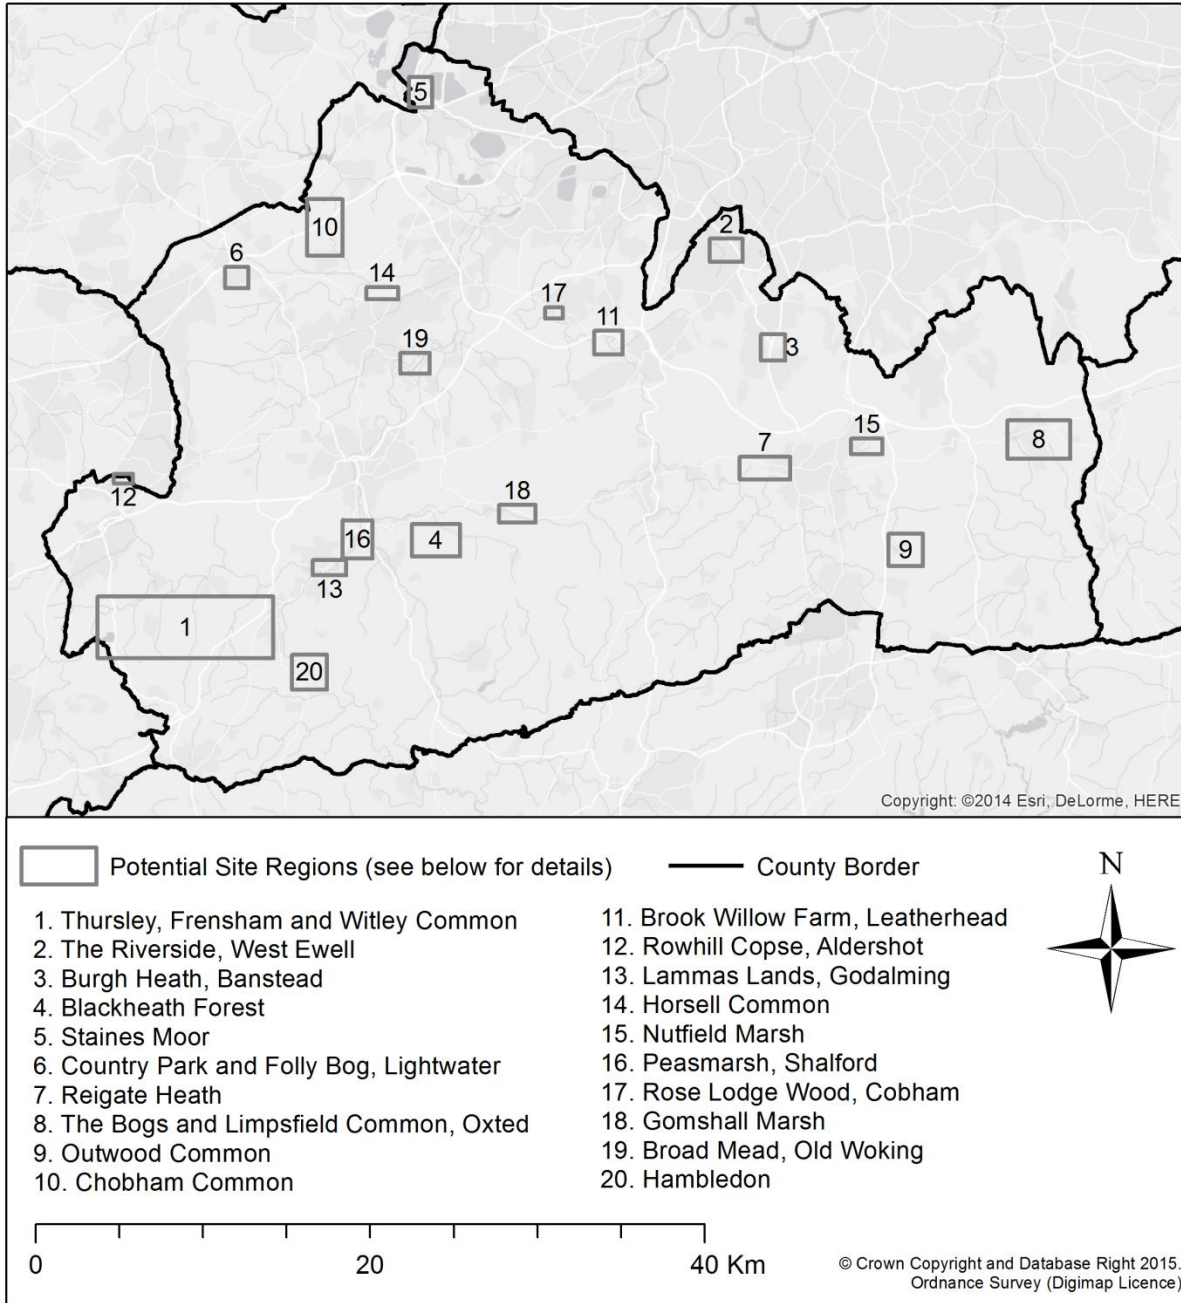 5
10
2
6
14
17
11
19
3
15
8
7
12
18
16
4
9
13
1
20
Copyright: ©2014 Esri, DeLorme, HERE
Potential Site Regions (see below for details)
County Border
N
1. Thursley, Frensham and Witley Common
2. The Riverside, West Ewell
3. Burgh Heath, Banstead
4. Blackheath Forest
5. Staines Moor
6. Country Park and Folly Bog, Lightwater
7. Reigate Heath
8. The Bogs and Limpsfield Common, Oxted
9. Outwood Common
10. Chobham Common
11. Brook Willow Farm, Leatherhead
12. Rowhill Copse, Aldershot
13. Lammas Lands, Godalming
14. Horsell Common
15. Nutfield Marsh
16. Peasmarsh, Shalford
17. Rose Lodge Wood, Cobham
18. Gomshall Marsh
19. Broad Mead, Old Woking
20. Hambledon
0 20 40 Km
© Crown Copyright and Database Right 2015.
Ordnance Survey (Digimap Licence)